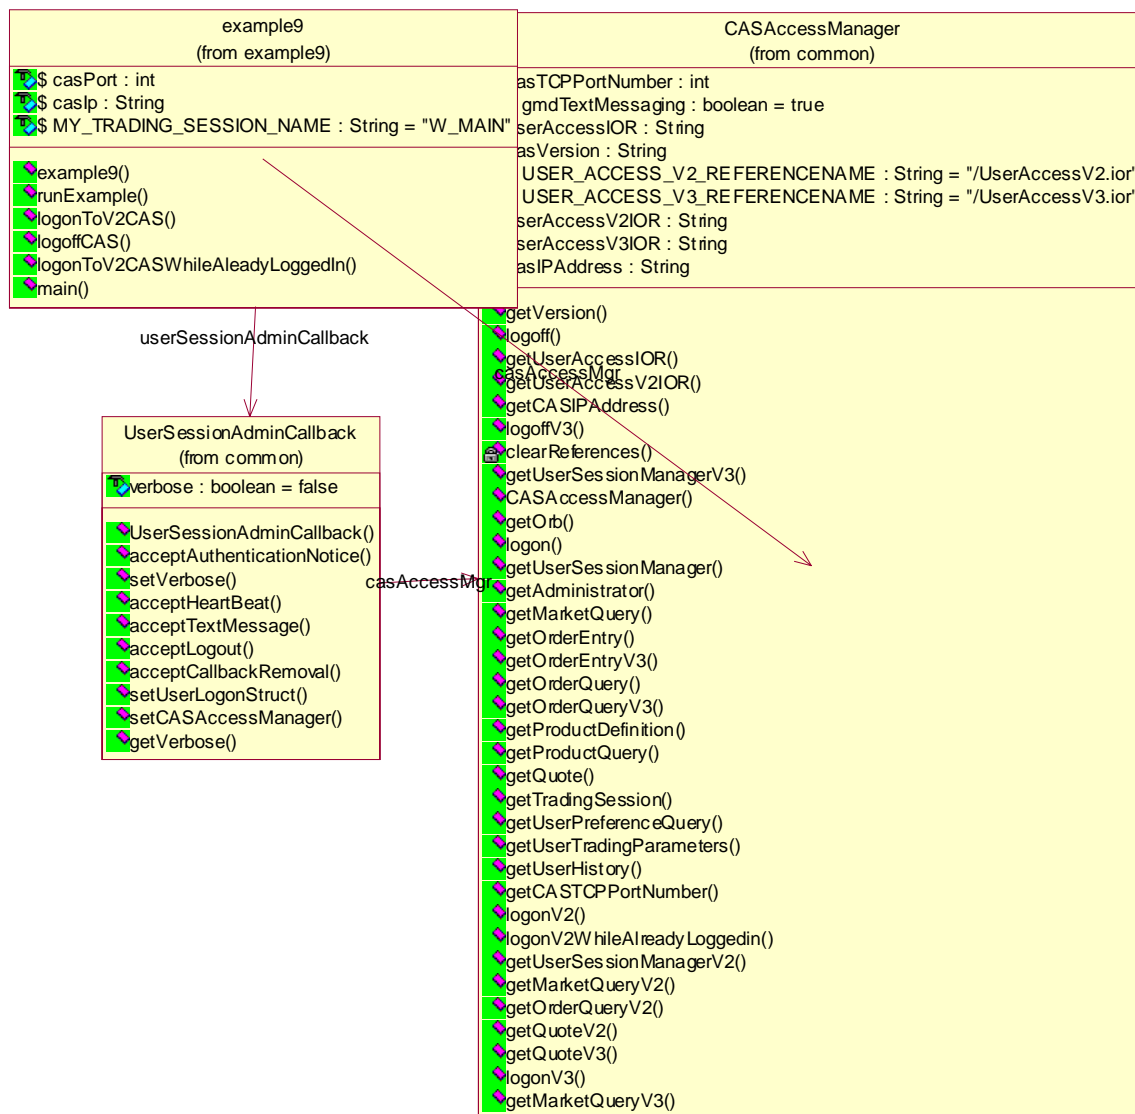 example9
(from example9)
$ casPort : int
$ casIp : String
$ MY_TRADING_SESSION_NAME : String = "W_MAIN"
example9()
runExample()
logonToV2CAS()
logoffCAS()
logonToV2CASWhileAleadyLoggedIn()
main()
userSessionAdminCallback
UserSessionAdminCallback
(from common)
verbose : boolean = false
UserSessionAdminCallback()
acceptAuthenticationNotice()
setVerbose()
acceptHeartBeat()
acceptTextMessage()
acceptLogout()
acceptCallbackRemoval()
setUserLogonStruct()
setCASAccessManager()
getVerbose()
casAccessMgr
casAccessMgr
CASAccessManager
(from common)
asTCPPortNumber : int
gmdTextMessaging : boolean = true
serAccessIOR : String
asVersion : String
USER_ACCESS_V2_REFERENCENAME : String = "/UserAccessV2.ior"
USER_ACCESS_V3_REFERENCENAME : String = "/UserAccessV3.ior"
serAccessV2IOR : String
serAccessV3IOR : String
asIPAddress : String
getVersion()
logoff()
getUserAccessIOR()
getUserAccessV2IOR()
getCASIPAddress()
logoffV3()
clearReferences()
getUserSessionManagerV3()
CASAccessManager()
getOrb()
logon()
getUserSessionManager()
getAdministrator()
getMarketQuery()
getOrderEntry()
getOrderEntryV3()
getOrderQuery()
getOrderQueryV3()
getProductDefinition()
getProductQuery()
getQuote()
getTradingSession()
getUserPreferenceQuery()
getUserTradingParameters()
getUserHistory()
getCASTCPPortNumber()
logonV2()
logonV2WhileAlreadyLoggedin()
getUserSessionManagerV2()
getMarketQueryV2()
getOrderQueryV2()
getQuoteV2()
getQuoteV3()
logonV3()
getMarketQueryV3()